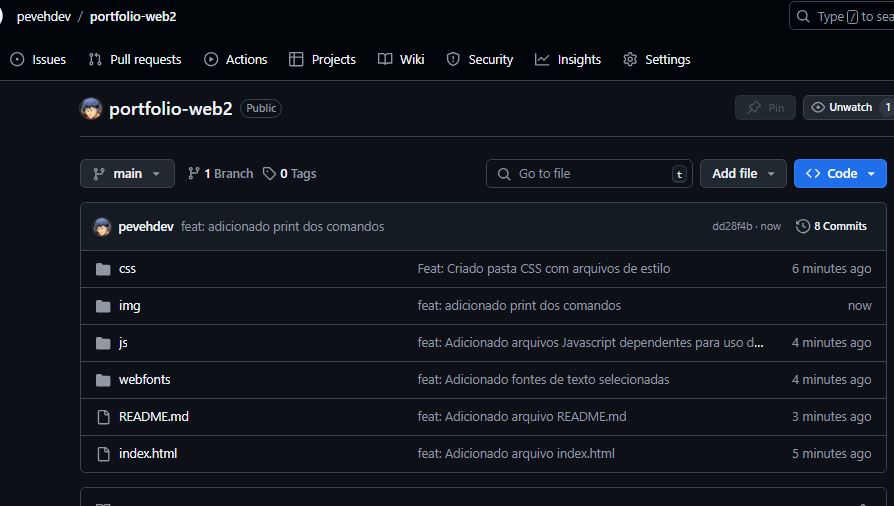 pevehdev / portfolio-web2
Type / to sea
Issues Pull requests Actions Projects Wiki Security Insights Settings
portfolio-web2 Public
Pin Unwatch 1
main 1 Branch 0 Tags Go to file t Add file Code
pevehdev feat: adicionado print dos comandos dd28f4b · now 8 Commits
css Feat: Criado pasta CSS com arquivos de estilo 6 minutes ago
img feat: adicionado print dos comandos now
js feat: Adicionado arquivos Javascript dependentes para uso d... 4 minutes ago
webfonts feat: Adicionado fontes de texto selecionadas 4 minutes ago
README.md feat: Adicionado arquivo README.md 3 minutes ago
index.html feat: Adicionado arquivo index.html 5 minutes ago